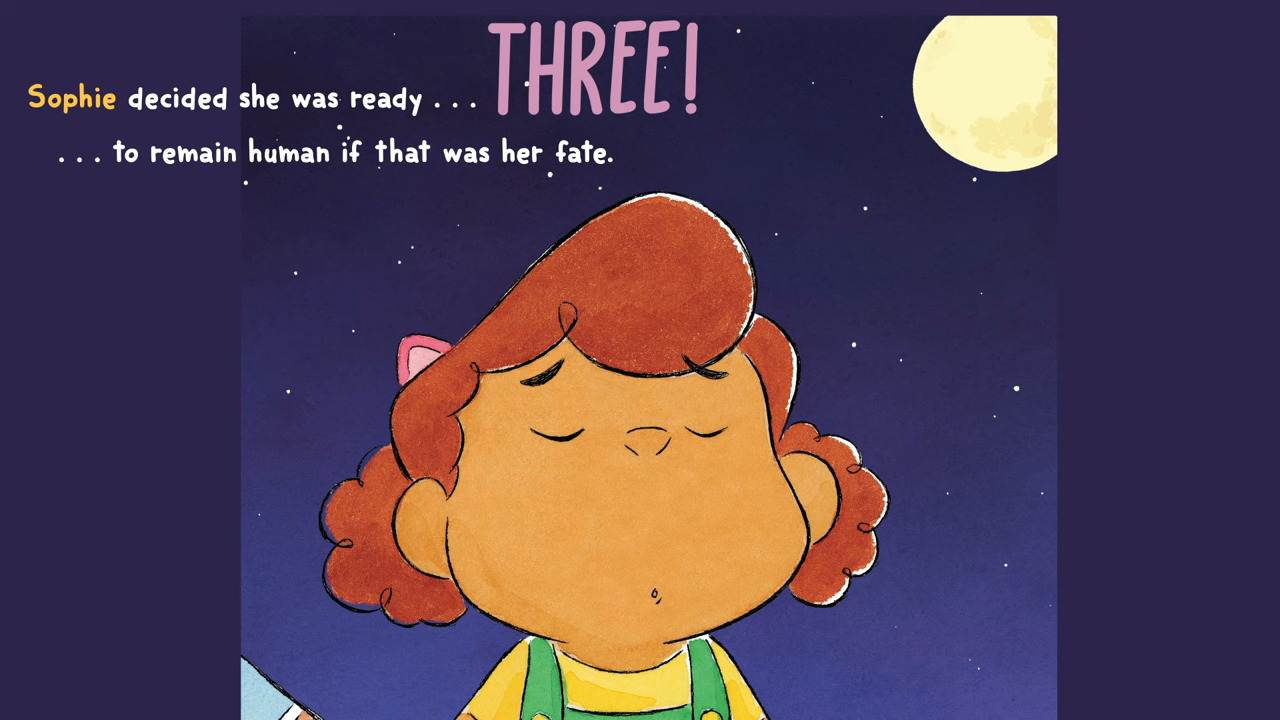 THREE!
Sophie decided she was ready . . .
. . . to remain human if that was her fate.